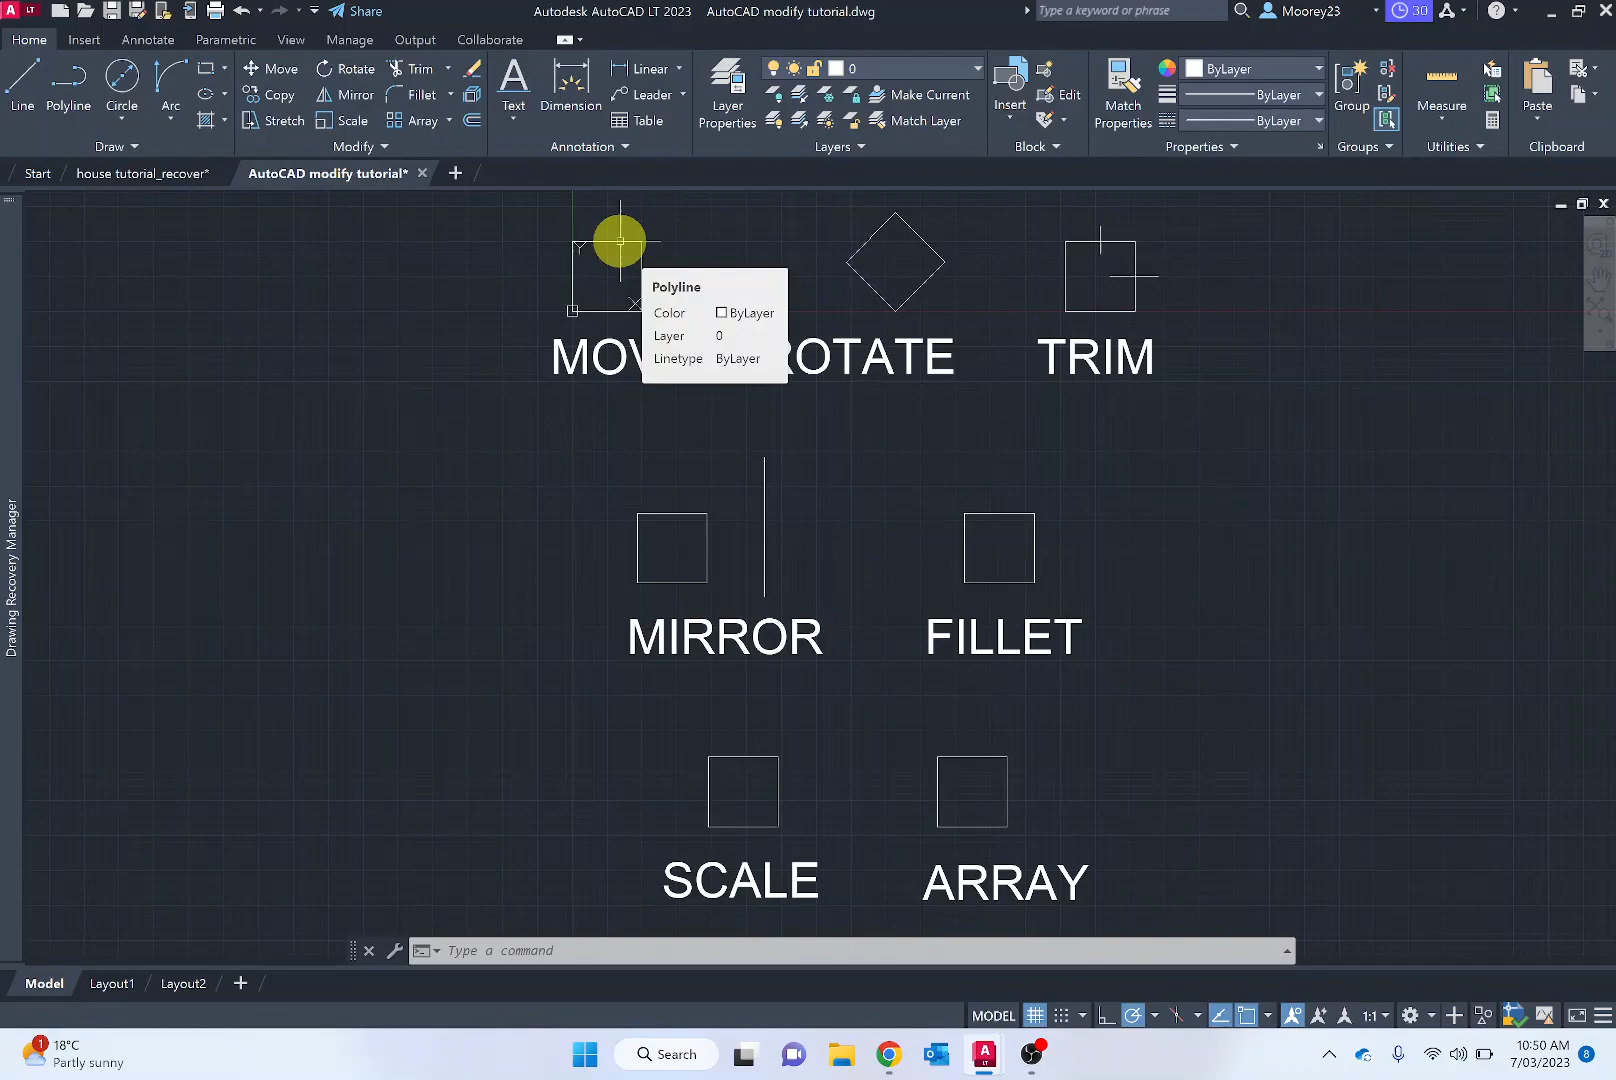 LT
Share
Autodesk AutoCAD LT 2023 AutoCAD modify tutorial.dwg
Type a keyword or phrase
Moorey23
30
Home Insert Annotate View Parametric Manage Output Collaborate
Line
Polyline
Circle
Arc
Draw
Move Rotate Trim
Copy Mirror Fillet
Stretch Scale Array
Modify
Text
Dimension
Linear
Leader
Table
Annotation
Layer
Properties
0
Make Current
Match Layer
Layers
Insert
Edit
Block
Match
Properties
ByLayer
ByLayer
ByLayer
Properties
Group
Groups
Measure
Utilities
Paste
Clipboard
Start house tutorial_recover* AutoCAD modify tutorial*
Y
X
Polyline
Color ByLayer
Layer 0
Linetype ByLayer
MOV ROTATE TRIM
MIRROR FILLET
SCALE ARRAY
Drawing Recovery Manager
Type a command
Model Layout1 Layout2
MODEL 1:1
1
18°C
Partly sunny
Search
A
LT
10:50 AM
7/03/2023
8